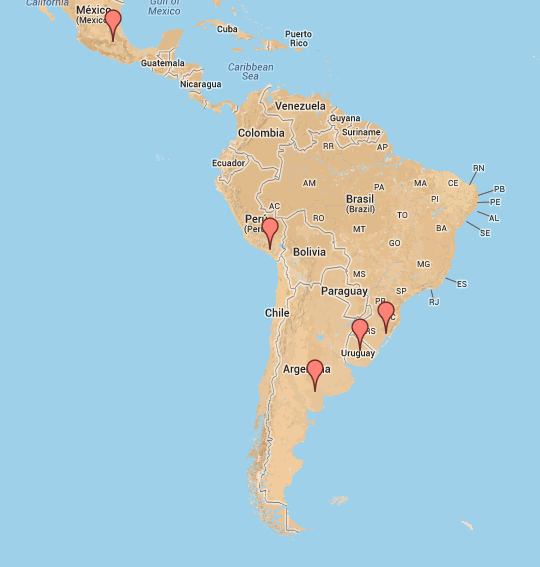 California
Gulf of
Mexico
México
(Mexico)
Cuba
Puerto
Rico
Guatemala
Caribbean
Sea
Nicaragua
Venezuela
Guyana
Suriname
Colombia
RR
AP
Ecuador
RN
AM
PA
MA
CE
PB
PI
PE
Brasil
(Brazil)
AC
TO
AL
RO
Perú
MT
BA
SE
Bolivia
GO
MG
MS
ES
Paraguay
SP
RJ
PR
Chile
RS
Uruguay
Argentina